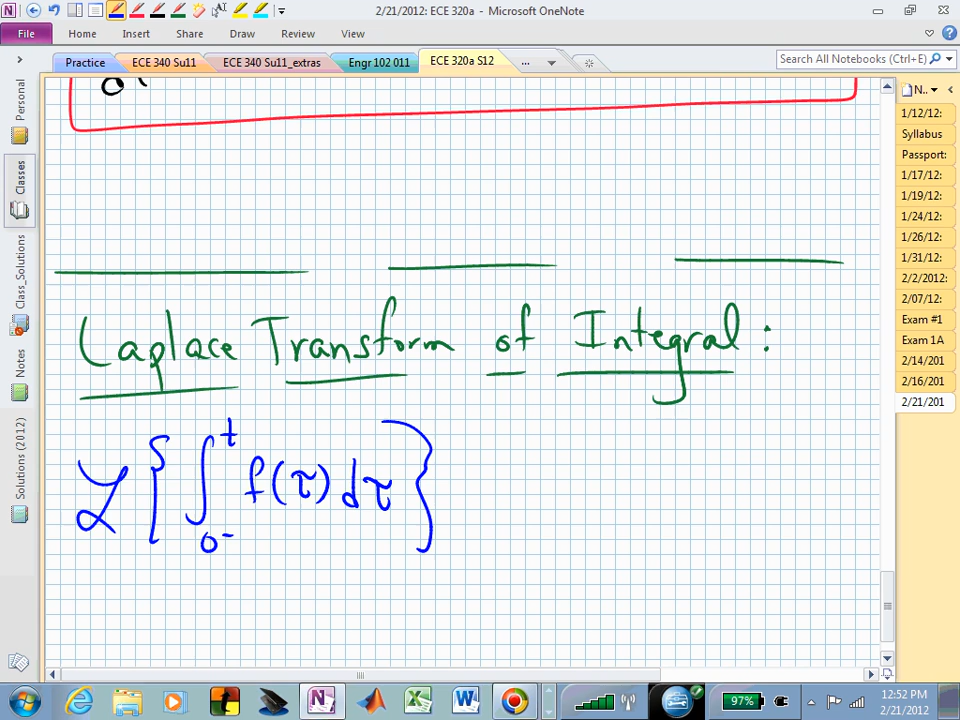 2/21/2012: ECE 320a - Microsoft OneNote
File Home Insert Share Draw Review View
Practice ECE 340 Su11 ECE 340 Su11_extras Engr 102 011 ECE 320a S12 ... Search All Notebooks (Ctrl+E)
N..
Personal
Classes
Class_Solutions
Notes
Solutions (2012)
1/12/12:
Syllabus
Passport:
1/17/12:
1/19/12:
1/24/12:
1/26/12:
1/31/12:
2/2/2012:
2/07/12:
Exam #1
Exam 1A
2/14/201
2/16/201
2/21/201
Laplace Transform of Integral:
ℒ{∫₀₋ᵗ f(τ)dτ}
97%
12:52 PM
2/21/2012